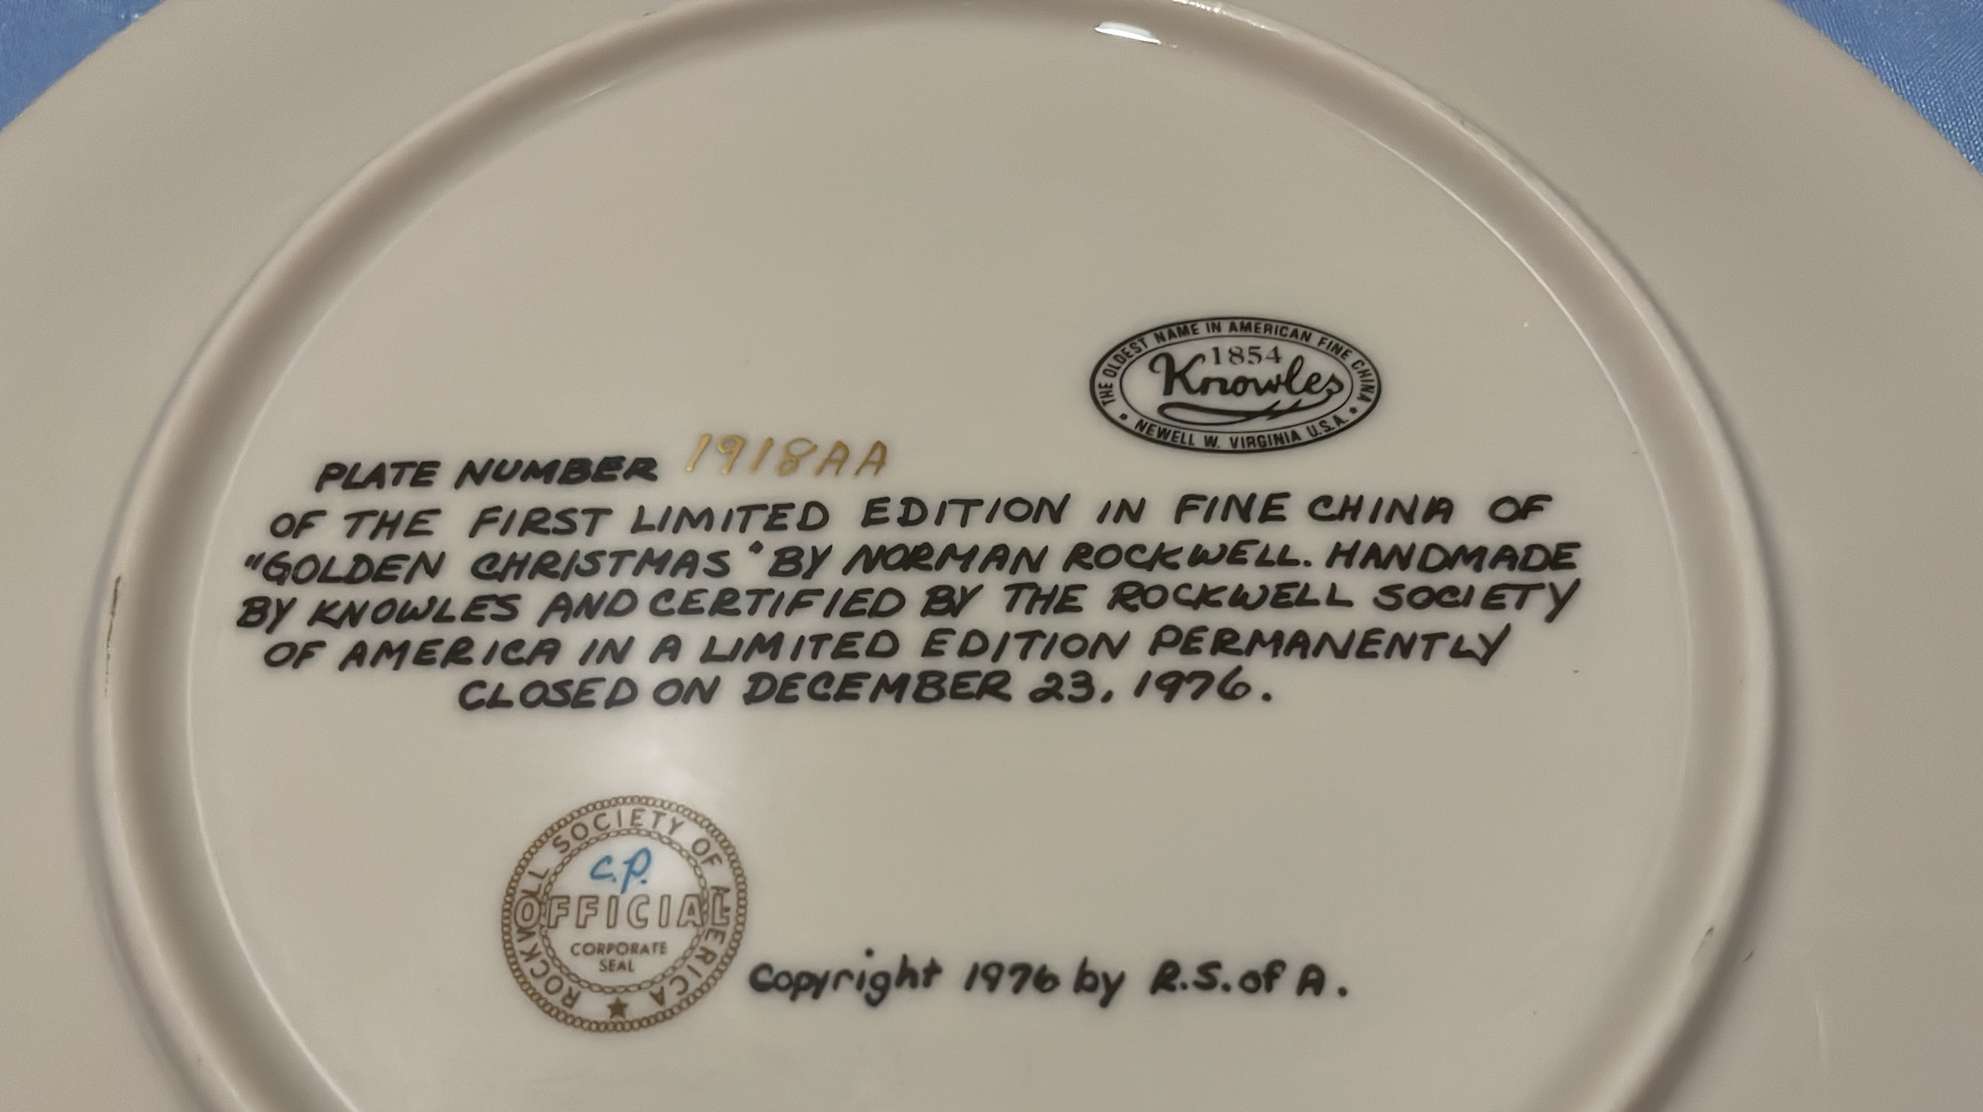 THE OLDEST NAME IN AMERICAN FINE CHINA
1854
Knowles
NEWELL W. VIRGINIA U.S.A.
PLATE NUMBER 1918AA
OF THE FIRST LIMITED EDITION IN FINE CHINA OF
"GOLDEN CHRISTMAS" BY NORMAN ROCKWELL. HANDMADE
BY KNOWLES AND CERTIFIED BY THE ROCKWELL SOCIETY
OF AMERICA IN A LIMITED EDITION PERMANENTLY
CLOSED ON DECEMBER 23, 1976.
SOCIETY OF
C.P.
OFFICIAL
CORPORATE
SEAL
Copyright 1976 by R.S. of A.